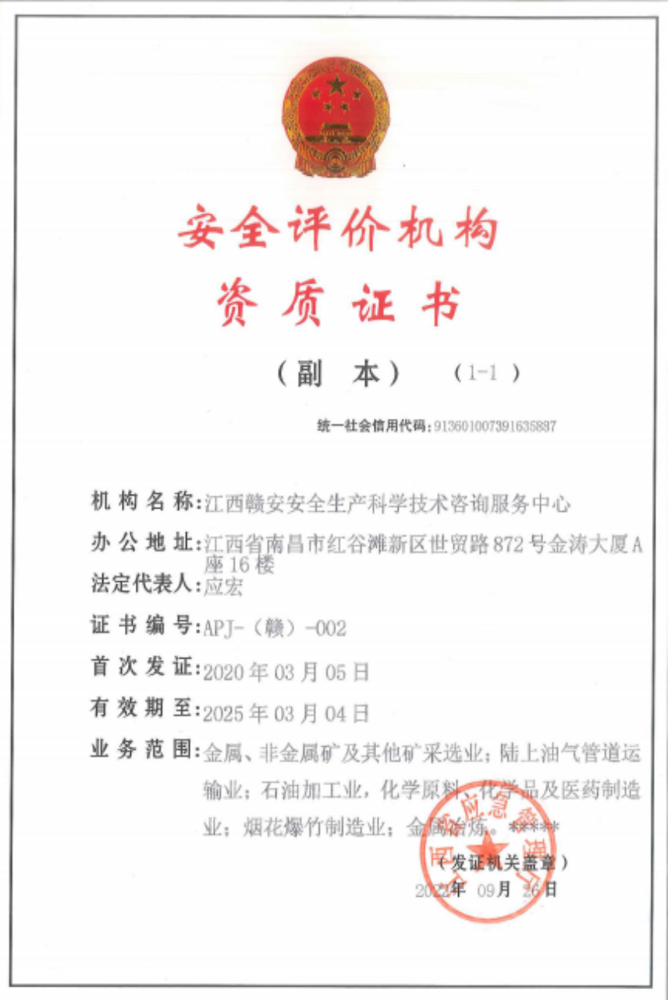 安全评价机构
资质证书
（副 本） （1-1 ）
统一社会信用代码:913601007391635887
机构名称:江西赣安安全生产科学技术咨询服务中心
办公地址:江西省南昌市红谷滩新区世贸路872号金涛大厦A
座16楼
法定代表人:应宏
证书编号:APJ-（赣）-002
首次发证:2020年03月05日
有效期至:2025年03月04日
业务范围:金属、非金属矿及其他矿采选业；陆上油气管道运
输业；石油加工业，化学原料、化学品及医药制造
业；烟花爆竹制造业；金属冶炼。*****
江西省应急管理厅
（发证机关盖章）
2022年 09月 26日